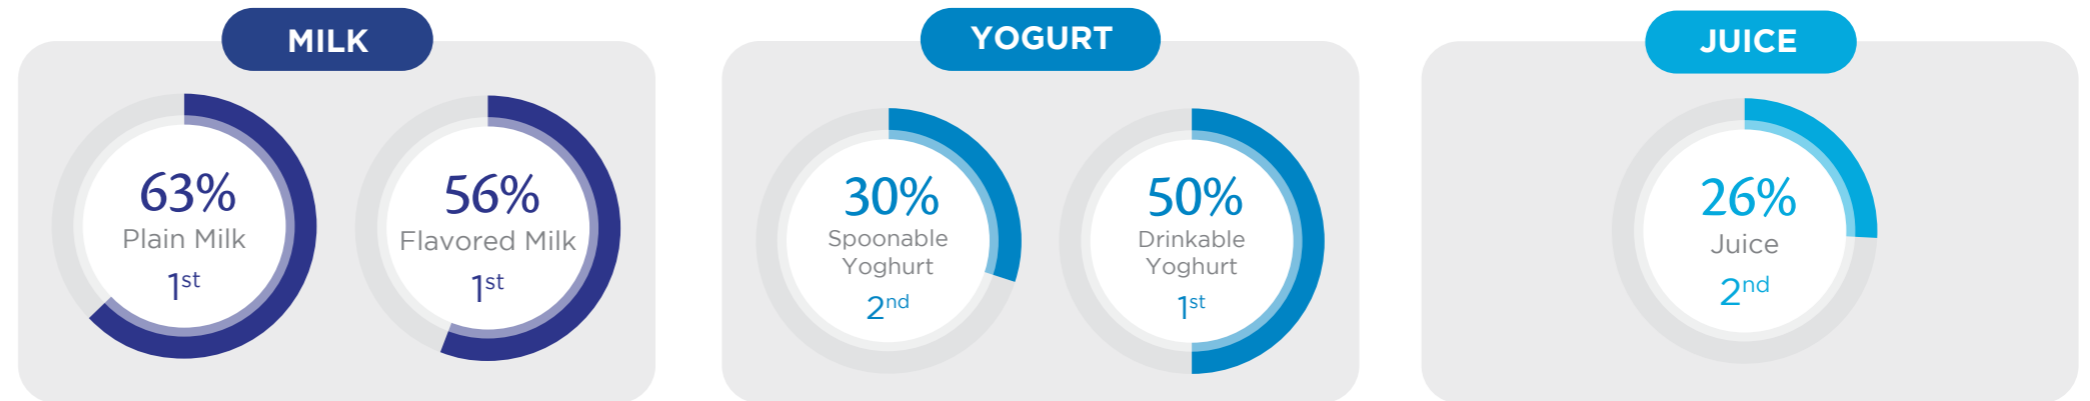 MILK
63%
Plain Milk
1st
56%
Flavored Milk
1st
YOGURT
30%
Spoonable
Yoghurt
2nd
50%
Drinkable
Yoghurt
1st
JUICE
26%
Juice
2nd